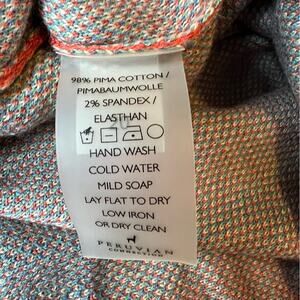 98% PIMA COTTON /
PIMABAUMWOLLE
2% SPANDEX /
ELASTHAN
HAND WASH
COLD WATER
MILD SOAP
LAY FLAT TO DRY
LOW IRON
OR DRY CLEAN
PERUVIAN
CONNECTION